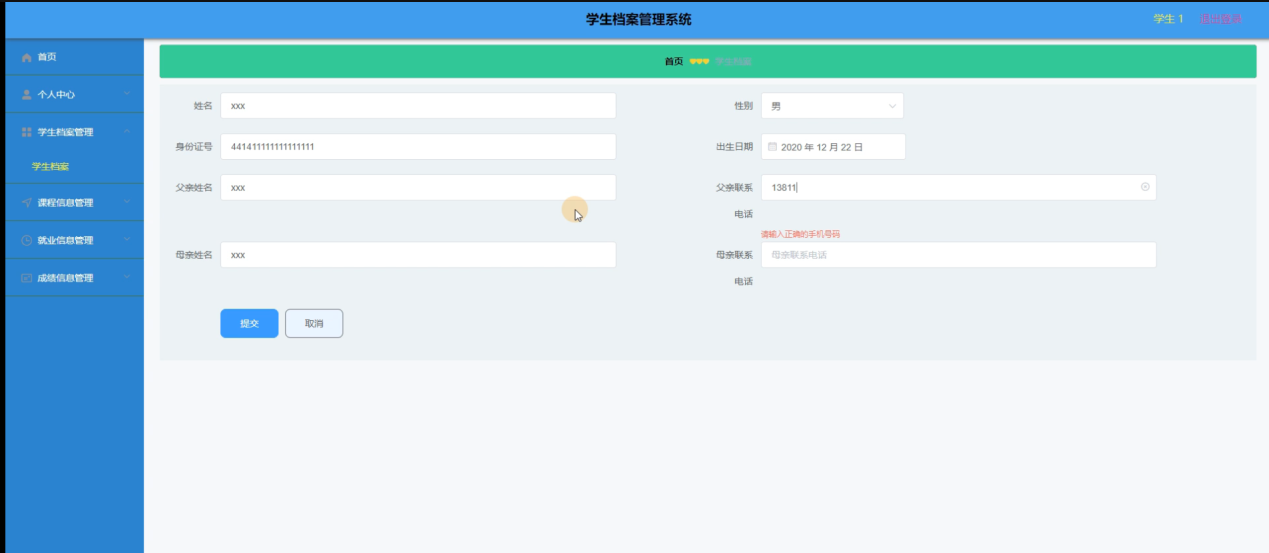 学生档案管理系统
学生 1 退出登录
首页
个人中心
学生档案管理
学生档案
课程信息管理
就业信息管理
成绩信息管理
首页 学生档案
姓名 xxx 性别 男
身份证号 441411111111111111 出生日期 2020 年 12 月 22 日
父亲姓名 xxx 父亲联系 13811
电话
请输入正确的手机号码
母亲姓名 xxx 母亲联系 母亲联系电话
电话
提交 取消